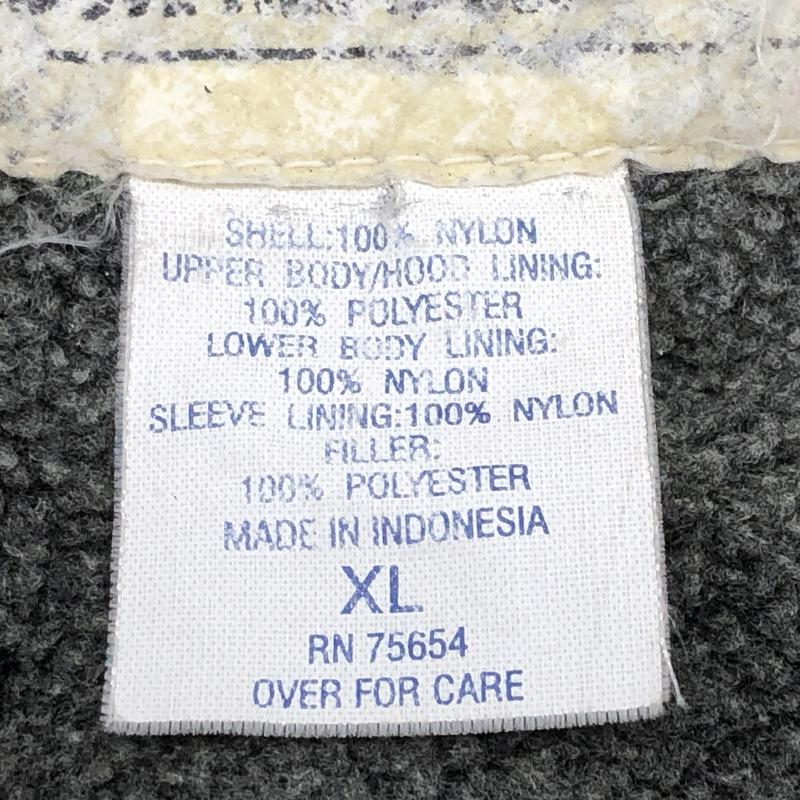 SHELL:100% NYLON
UPPER BODY/HOOD LINING:
100% POLYESTER
LOWER BODY LINING:
100% NYLON
SLEEVE LINING:100% NYLON
FILLER:
100% POLYESTER
MADE IN INDONESIA
XL
RN 75654
OVER FOR CARE